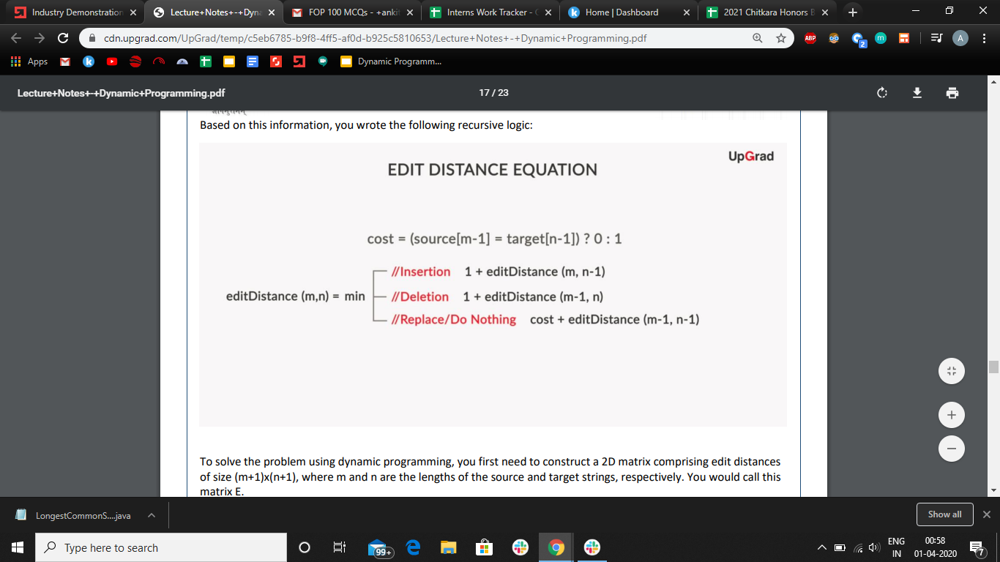 Industry Demonstration
Lecture+Notes+-+Dyna
FOP 100 MCQs - +anki
Interns Work Tracker -
Home | Dashboard
2021 Chitkara Honors B
cdn.upgrad.com/UpGrad/temp/c5eb6785-b9f8-4ff5-af0d-b925c5810653/Lecture+Notes+-+Dynamic+Programming.pdf
ABP
2
m
A
Apps
Dynamic Programm...
Lecture+Notes+-+Dynamic+Programming.pdf
17 / 23
Based on this information, you wrote the following recursive logic:
UpGrad
EDIT DISTANCE EQUATION
cost = (source[m-1] = target[n-1]) ? 0 : 1
//Insertion 1 + editDistance (m, n-1)
editDistance (m,n) = min //Deletion 1 + editDistance (m-1, n)
//Replace/Do Nothing cost + editDistance (m-1, n-1)
To solve the problem using dynamic programming, you first need to construct a 2D matrix comprising edit distances
of size (m+1)x(n+1), where m and n are the lengths of the source and target strings, respectively. You would call this
matrix E.
LongestCommonS....java
Show all
Type here to search
99+
ENG
IN
00:58
01-04-2020
7